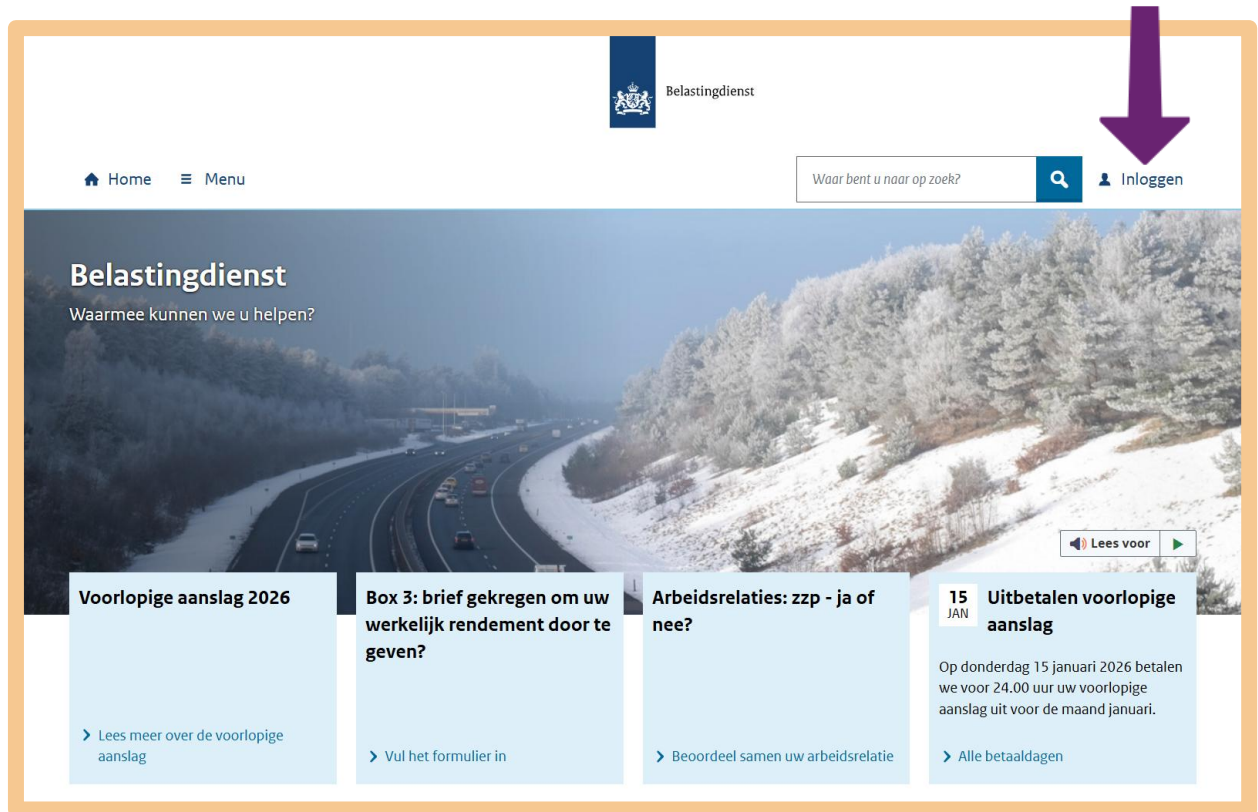 Belastingdienst
Home
Menu
Waar bent u naar op zoek?
Inloggen
Belastingdienst
Waarmee kunnen we u helpen?
Lees voor
Voorlopige aanslag 2026
Lees meer over de voorlopige
aanslag
Box 3: brief gekregen om uw
werkelijk rendement door te
geven?
Vul het formulier in
Arbeidsrelaties: zzp - ja of
nee?
Beoordeel samen uw arbeidsrelatie
15
JAN
Uitbetalen voorlopige
aanslag
Op donderdag 15 januari 2026 betalen
we voor 24.00 uur uw voorlopige
aanslag uit voor de maand januari.
Alle betaaldagen